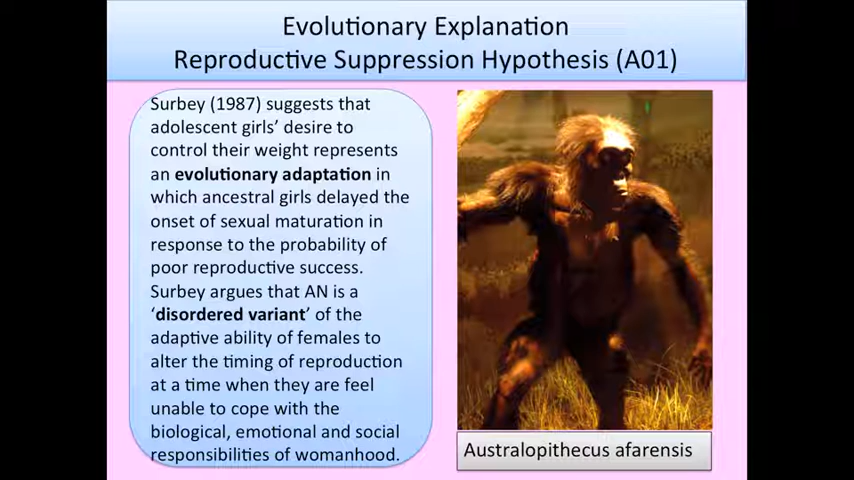 Evolutionary Explanation
Reproductive Suppression Hypothesis (A01)
Surbey (1987) suggests that
adolescent girls' desire to
control their weight represents
an evolutionary adaptation in
which ancestral girls delayed the
onset of sexual maturation in
response to the probability of
poor reproductive success.
Surbey argues that AN is a
'disordered variant' of the
adaptive ability of females to
alter the timing of reproduction
at a time when they are feel
unable to cope with the
biological, emotional and social
responsibilities of womanhood.
Australopithecus afarensis